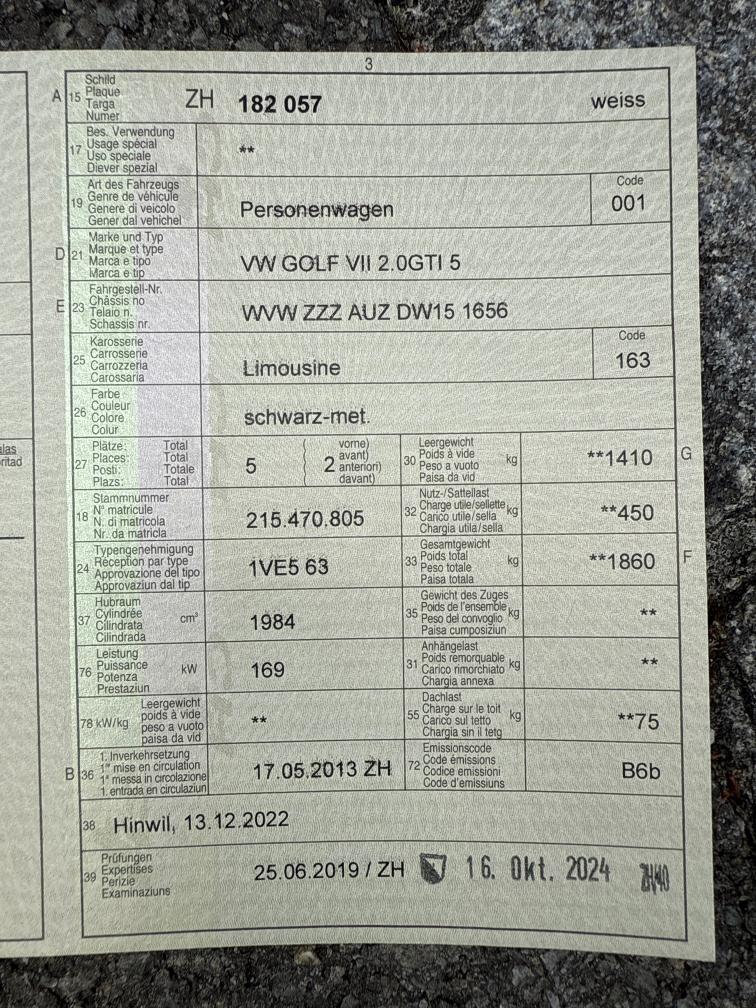 3
A 15 Schild
Plaque
Targa
Numer
ZH 182 057 weiss
17 Bes. Verwendung
Usage spécial
Uso speciale
Diever spezial
**
19 Art des Fahrzeugs
Genre de véhicule
Genere di veicolo
Gener dal vehichel
Personenwagen
Code
001
D 21 Marke und Typ
Marque et type
Marca e tipo
Marca e tip
VW GOLF VII 2.0GTI 5
E 23 Fahrgestell-Nr.
Châssis no
Telaio n.
Schassis nr.
WVW ZZZ AUZ DW15 1656
25 Karosserie
Carrosserie
Carrozzeria
Carossaria
Limousine
Code
163
26 Farbe
Couleur
Colore
Colur
schwarz-met.
27 Plätze: Total
Places: Total
Posti: Totale
Plazs: Total
5
2 vorne)
avant)
anteriori)
davant)
30 Leergewicht
Poids à vide
Peso a vuoto
Paisa da vid
kg
**1410 G
18 Stammnummer
N° matricule
N. di matricola
Nr. da matricla
215.470.805
32 Nutz-/Sattellast
Charge utile/sellette
Carico utile/sella
Chargia utila/sella
kg
**450
24 Typengenehmigung
Réception par type
Approvazione del tipo
Approvaziun dal tip
1VE5 63
33 Gesamtgewicht
Poids total
Peso totale
Paisa totala
kg
**1860 F
37 Hubraum
Cylindrée
Cilindrata
Cilindrada
cm³
1984
35 Gewicht des Zuges
Poids de l'ensemble
Peso del convoglio
Paisa cumposiziun
kg
**
76 Leistung
Puissance
Potenza
Prestaziun
kW
169
31 Anhängelast
Poids remorquable
Carico rimorchiato
Chargia annexa
kg
**
78 kW/kg Leergewicht
poids à vide
peso a vuoto
paisa da vid
**
55 Dachlast
Charge sur le toit
Carico sul tetto
Chargia sin il tetg
kg
**75
B 36 1. Inverkehrsetzung
1re mise en circulation
1a messa in circolazione
1. entrada en circulaziun
17.05.2013 ZH
72 Emissionscode
Code émissions
Codice emissioni
Code d'emissiuns
B6b
38 Hinwil, 13.12.2022
39 Prüfungen
Expertises
Perizie
Examinaziuns
25.06.2019 / ZH 16. Okt. 2024 ZH40